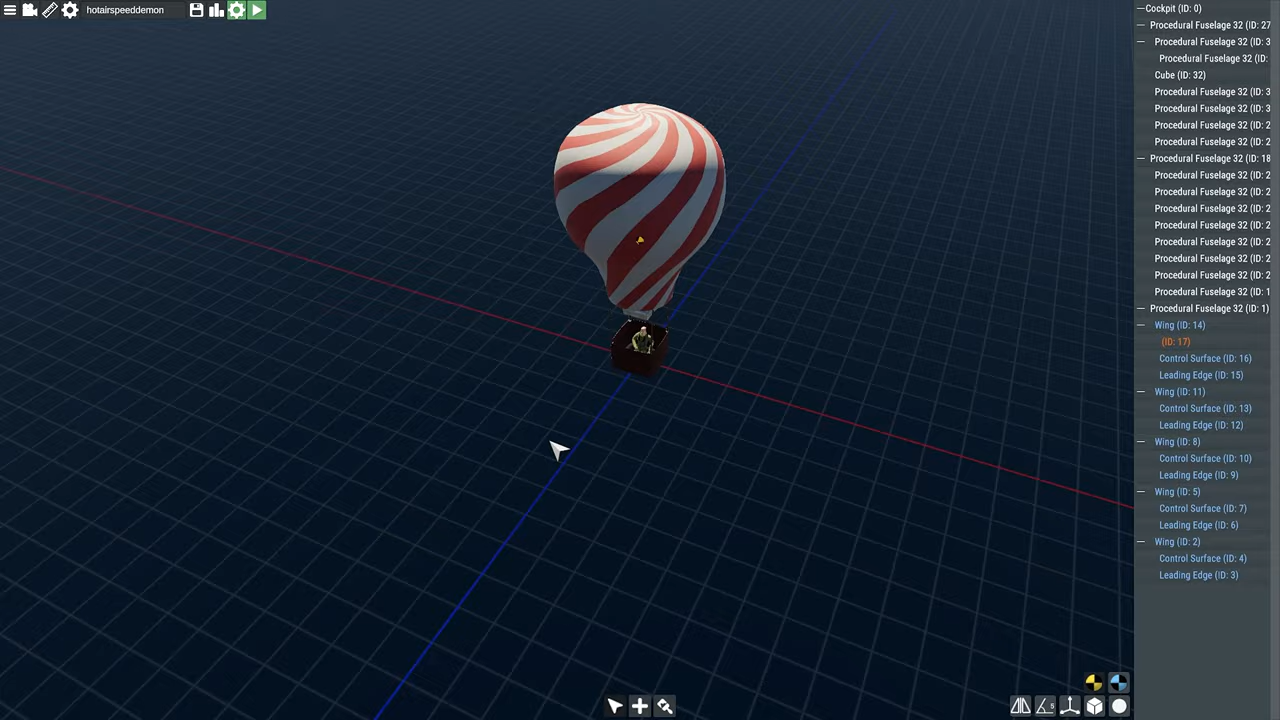 hotairspeeddemon
Cockpit (ID: 0)
Procedural Fuselage 32 (ID: 27
Procedural Fuselage 32 (ID: 3
Procedural Fuselage 32 (ID:
Cube (ID: 32)
Procedural Fuselage 32 (ID: 3
Procedural Fuselage 32 (ID: 3
Procedural Fuselage 32 (ID: 2
Procedural Fuselage 32 (ID: 2
Procedural Fuselage 32 (ID: 18
Procedural Fuselage 32 (ID: 2
Procedural Fuselage 32 (ID: 2
Procedural Fuselage 32 (ID: 2
Procedural Fuselage 32 (ID: 2
Procedural Fuselage 32 (ID: 2
Procedural Fuselage 32 (ID: 2
Procedural Fuselage 32 (ID: 2
Procedural Fuselage 32 (ID: 1
Procedural Fuselage 32 (ID: 1)
Wing (ID: 14)
(ID: 17)
Control Surface (ID: 16)
Leading Edge (ID: 15)
Wing (ID: 11)
Control Surface (ID: 13)
Leading Edge (ID: 12)
Wing (ID: 8)
Control Surface (ID: 10)
Leading Edge (ID: 9)
Wing (ID: 5)
Control Surface (ID: 7)
Leading Edge (ID: 6)
Wing (ID: 2)
Control Surface (ID: 4)
Leading Edge (ID: 3)
5